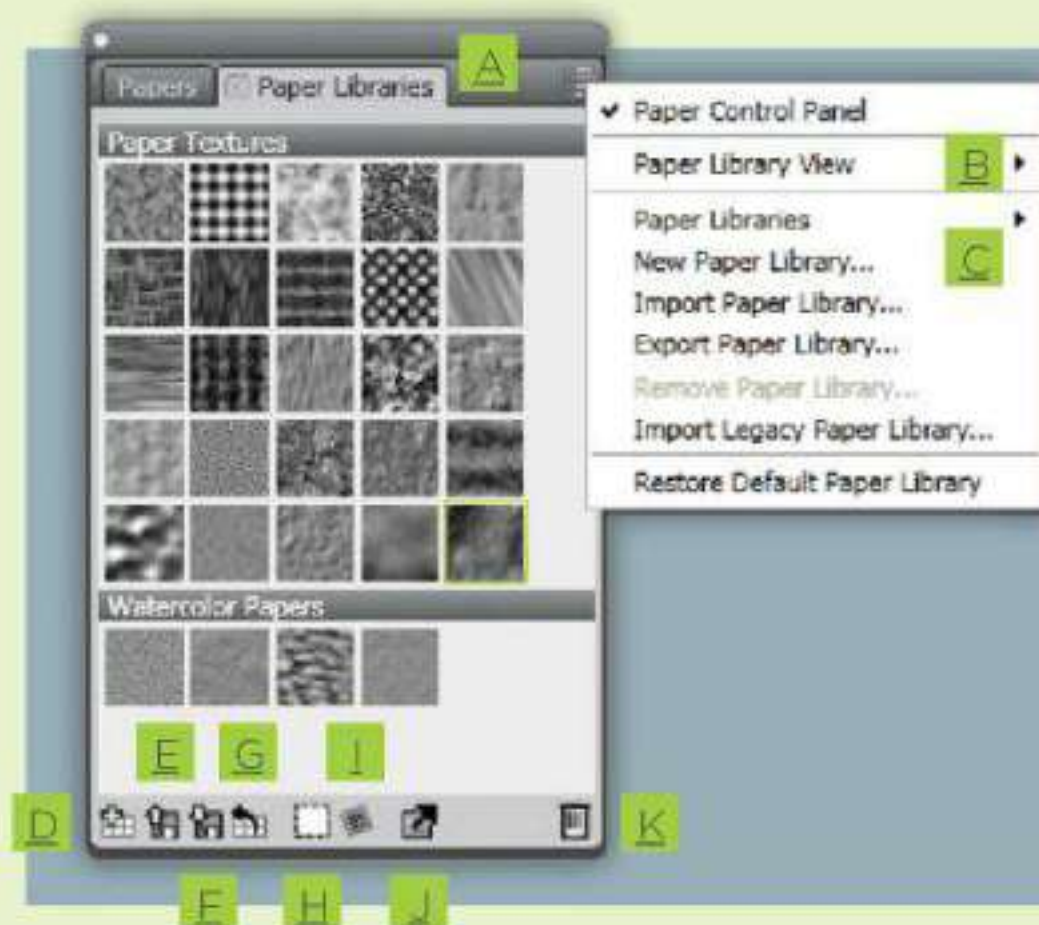 A
Papers Paper Libraries
Paper Textures
✔ Paper Control Panel
Paper Library View B
Paper Libraries
New Paper Library... C
Import Paper Library...
Export Paper Library...
Remove Paper Library...
Import Legacy Paper Library...
Restore Default Paper Library
Watercolor Papers
E G I
D K
F H J